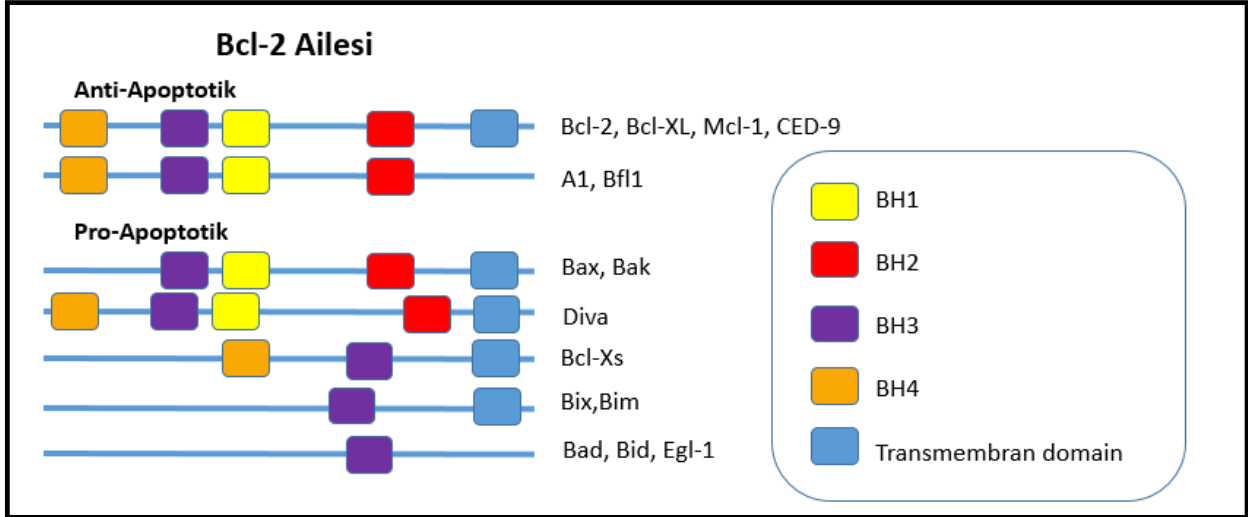 Bcl-2 Ailesi
Anti-Apoptotik
Bcl-2, Bcl-XL, Mcl-1, CED-9
A1, Bfl1
Pro-Apoptotik
Bax, Bak
Diva
Bcl-Xs
Bix,Bim
Bad, Bid, Egl-1
BH1
BH2
BH3
BH4
Transmembran domain